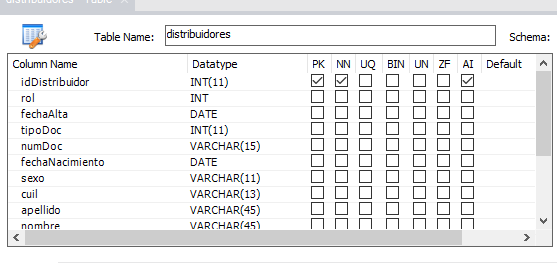 distribuidores - Table
Table Name: distribuidores Schema:
Column Name Datatype PK NN UQ BIN UN ZF AI Default
idDistribuidor INT(11)
rol INT
fechaAlta DATE
tipoDoc INT(11)
numDoc VARCHAR(15)
fechaNacimiento DATE
sexo VARCHAR(11)
cuil VARCHAR(13)
apellido VARCHAR(45)
nombre VARCHAR(45)